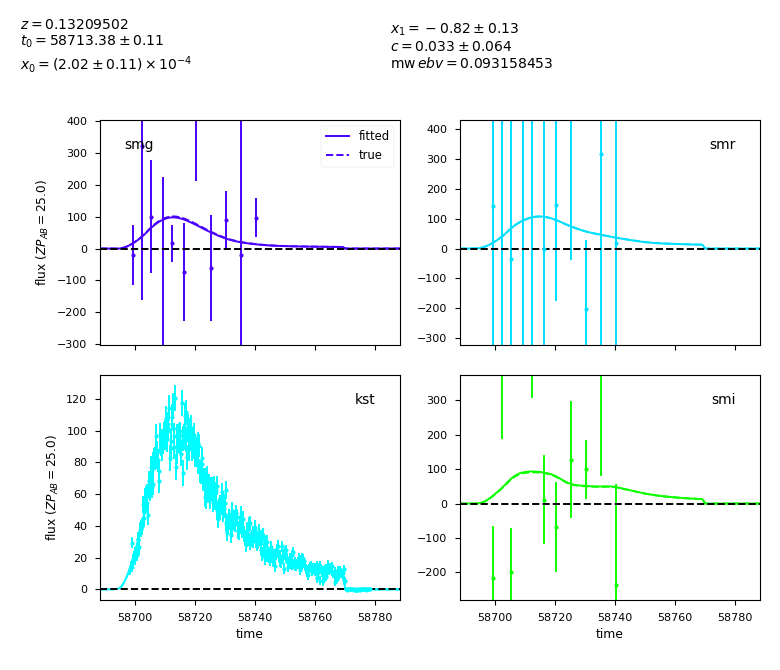 z = 0.13209502
t₀ = 58713.38 ± 0.11
x₀ = (2.02 ± 0.11) × 10⁻⁴
x₁ = −0.82 ± 0.13
c = 0.033 ± 0.064
mw ebv = 0.093158453
400
300
200
100
0
−100
−200
−300
flux (ZP_AB = 25.0)
smg
fitted
true
400
300
200
100
0
−100
−200
−300
smr
120
100
80
60
40
20
0
flux (ZP_AB = 25.0)
kst
58700 58720 58740 58760 58780
time
300
200
100
0
−100
−200
smi
58700 58720 58740 58760 58780
time